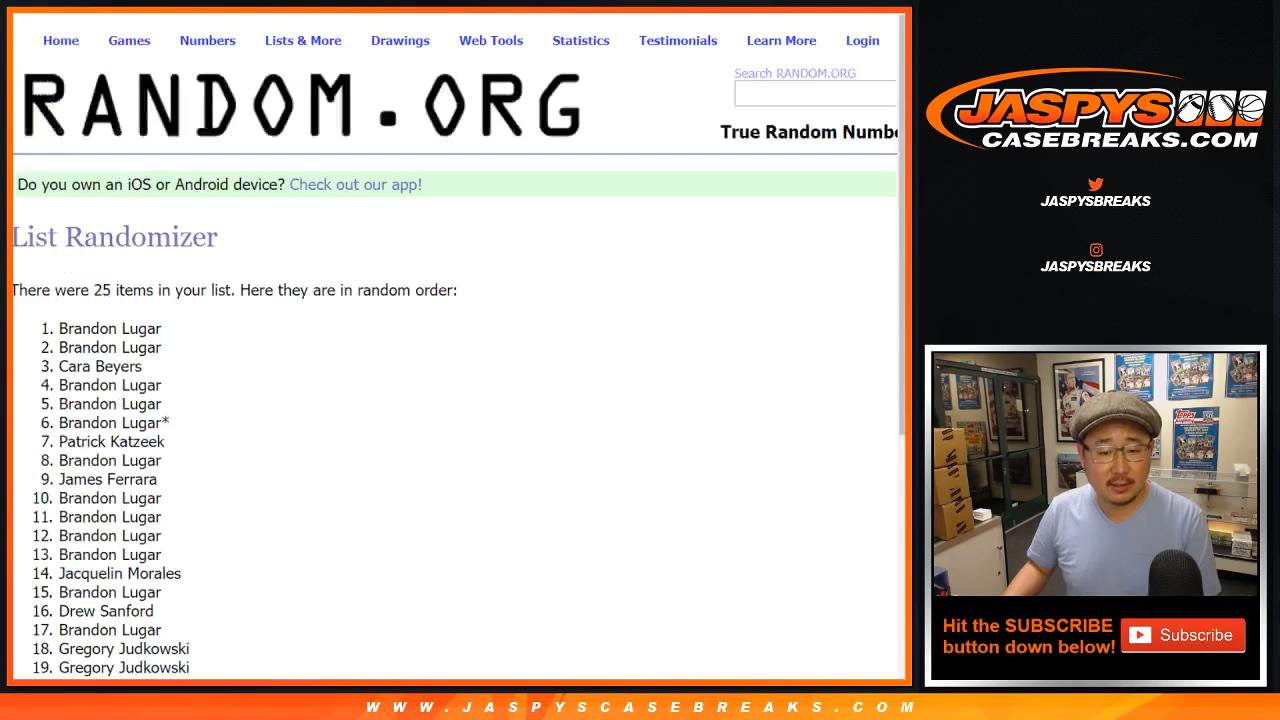 Home Games Numbers Lists & More Drawings Web Tools Statistics Testimonials Learn More Login
RANDOM.ORG
Search RANDOM.ORG
True Random Numbe
Do you own an iOS or Android device? Check out our app!
List Randomizer
There were 25 items in your list. Here they are in random order:
1. Brandon Lugar
2. Brandon Lugar
3. Cara Beyers
4. Brandon Lugar
5. Brandon Lugar
6. Brandon Lugar*
7. Patrick Katzeek
8. Brandon Lugar
9. James Ferrara
10. Brandon Lugar
11. Brandon Lugar
12. Brandon Lugar
13. Brandon Lugar
14. Jacquelin Morales
15. Brandon Lugar
16. Drew Sanford
17. Brandon Lugar
18. Gregory Judkowski
19. Gregory Judkowski
JASPYS
CASEBREAKS.COM
JASPYSBREAKS
JASPYSBREAKS
Topps
Hit the SUBSCRIBE
button down below!
Subscribe
WWW.JASPYSCASEBREAKS.COM